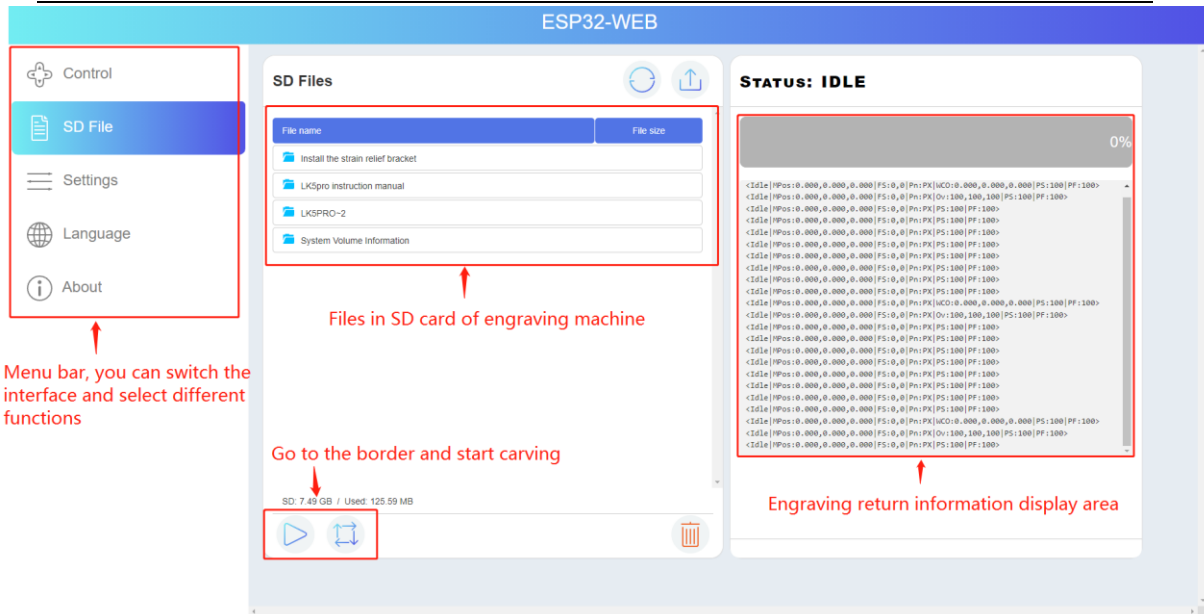 ESP32-WEB
Control
SD File
Settings
Language
About
Menu bar, you can switch the
interface and select different
functions
SD Files
File name File size
Install the strain relief bracket
LK5pro instruction manual
LK5PRO~2
System Volume Information
Files in SD card of engraving machine
Go to the border and start carving
SD: 7.49 GB / Used: 125.59 MB
STATUS: IDLE
0%
<Idle|MPos:0.000,0.000,0.000|FS:0,0|Pn:PX|WCO:0.000,0.000,0.000|PS:100|PF:100>
<Idle|MPos:0.000,0.000,0.000|FS:0,0|Pn:PX|Ov:100,100,100|PS:100|PF:100>
<Idle|MPos:0.000,0.000,0.000|FS:0,0|Pn:PX|PS:100|PF:100>
<Idle|MPos:0.000,0.000,0.000|FS:0,0|Pn:PX|PS:100|PF:100>
<Idle|MPos:0.000,0.000,0.000|FS:0,0|Pn:PX|PS:100|PF:100>
<Idle|MPos:0.000,0.000,0.000|FS:0,0|Pn:PX|PS:100|PF:100>
<Idle|MPos:0.000,0.000,0.000|FS:0,0|Pn:PX|PS:100|PF:100>
<Idle|MPos:0.000,0.000,0.000|FS:0,0|Pn:PX|PS:100|PF:100>
<Idle|MPos:0.000,0.000,0.000|FS:0,0|Pn:PX|PS:100|PF:100>
<Idle|MPos:0.000,0.000,0.000|FS:0,0|Pn:PX|PS:100|PF:100>
<Idle|MPos:0.000,0.000,0.000|FS:0,0|Pn:PX|WCO:0.000,0.000,0.000|PS:100|PF:100>
<Idle|MPos:0.000,0.000,0.000|FS:0,0|Pn:PX|Ov:100,100,100|PS:100|PF:100>
<Idle|MPos:0.000,0.000,0.000|FS:0,0|Pn:PX|PS:100|PF:100>
<Idle|MPos:0.000,0.000,0.000|FS:0,0|Pn:PX|PS:100|PF:100>
<Idle|MPos:0.000,0.000,0.000|FS:0,0|Pn:PX|PS:100|PF:100>
<Idle|MPos:0.000,0.000,0.000|FS:0,0|Pn:PX|PS:100|PF:100>
<Idle|MPos:0.000,0.000,0.000|FS:0,0|Pn:PX|PS:100|PF:100>
<Idle|MPos:0.000,0.000,0.000|FS:0,0|Pn:PX|PS:100|PF:100>
<Idle|MPos:0.000,0.000,0.000|FS:0,0|Pn:PX|PS:100|PF:100>
<Idle|MPos:0.000,0.000,0.000|FS:0,0|Pn:PX|PS:100|PF:100>
<Idle|MPos:0.000,0.000,0.000|FS:0,0|Pn:PX|WCO:0.000,0.000,0.000|PS:100|PF:100>
<Idle|MPos:0.000,0.000,0.000|FS:0,0|Pn:PX|Ov:100,100,100|PS:100|PF:100>
<Idle|MPos:0.000,0.000,0.000|FS:0,0|Pn:PX|PS:100|PF:100>
Engraving return information display area